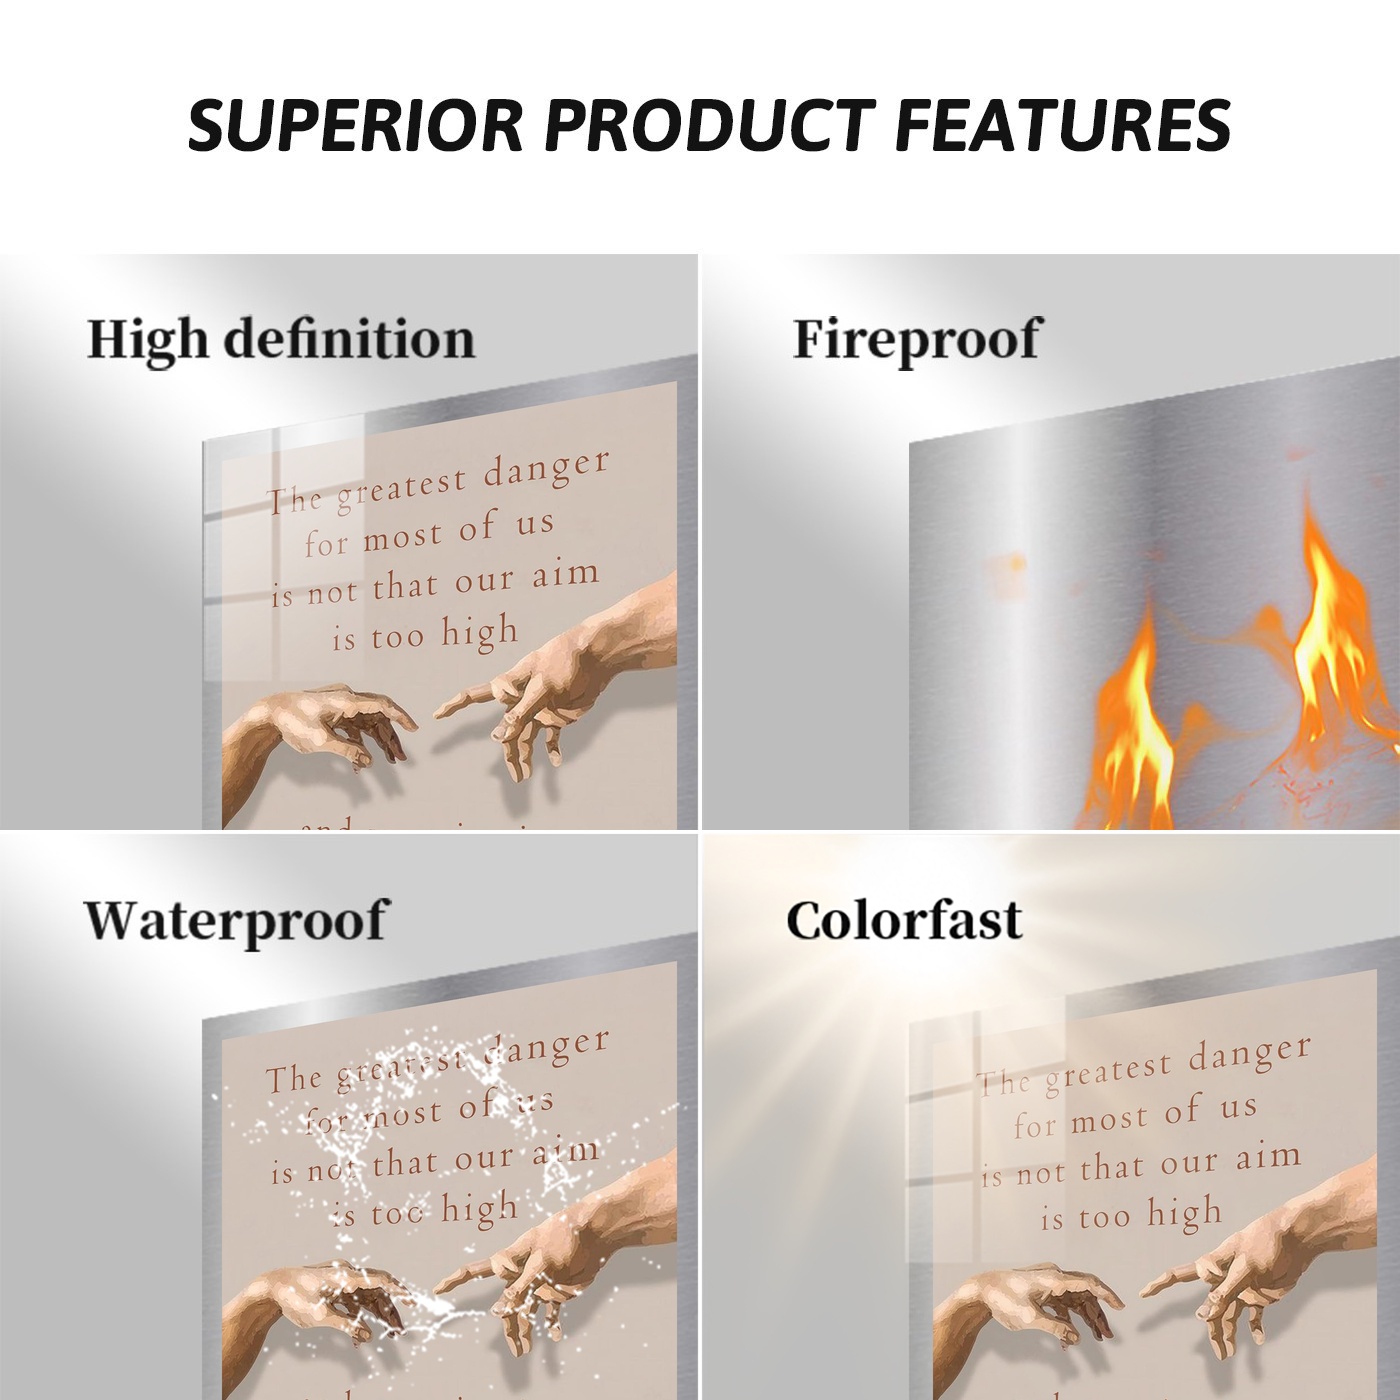 SUPERIOR PRODUCT FEATURES
High definition
The greatest danger
for most of us
is not that our aim
is too high
Fireproof
Waterproof
The greatest danger
for most of us
is not that our aim
is too high
Colorfast
The greatest danger
for most of us
is not that our aim
is too high